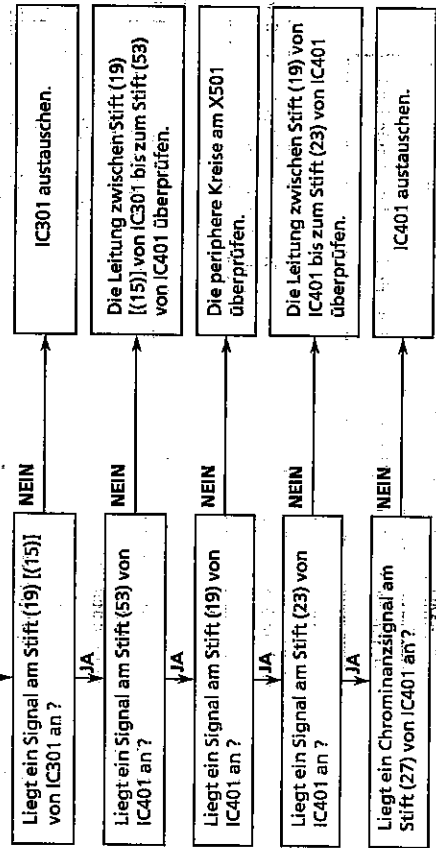 Liegt ein Signal am Stift (19) [(15)]
von IC301 an ?
NEIN
IC301 austauschen.
JA
Liegt ein Signal am Stift (53) von
IC401 an ?
NEIN
Die Leitung zwischen Stift (19)
[(15)] von IC301 bis zum Stift (53)
von IC401 überprüfen.
JA
Liegt ein Signal am Stift (19) von
IC401 an ?
NEIN
Die periphere Kreise am X501
überprüfen.
JA
Liegt ein Signal am Stift (23) von
IC401 an ?
NEIN
Die Leitung zwischen Stift (19) von
IC401 bis zum Stift (23) von IC401
überprüfen.
JA
Liegt ein Chrominanzsignal am
Stift (27) von IC401 an ?
NEIN
IC401 austauschen.